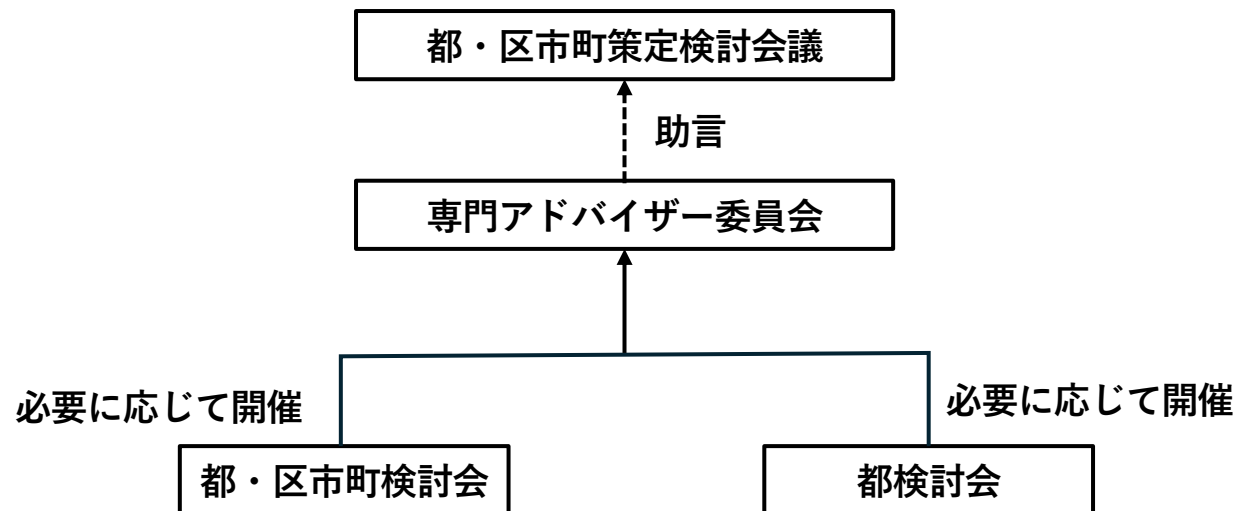 都・区市町策定検討会議
助言
専門アドバイザー委員会
必要に応じて開催
必要に応じて開催
都・区市町検討会
都検討会